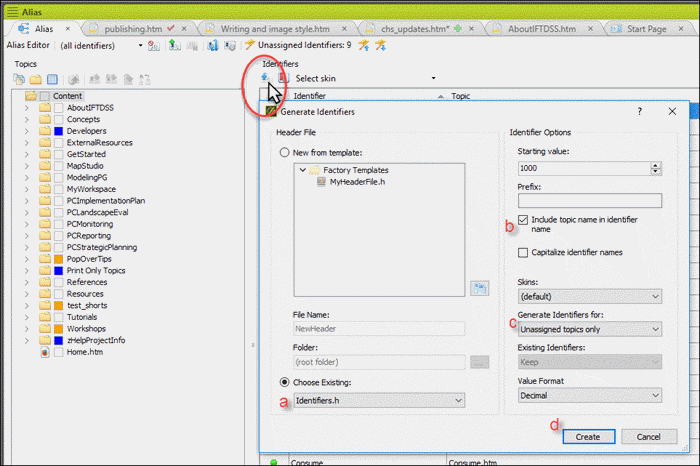 Alias
Alias publishing.htm Writing and image style.htm chs_updates.htm* AboutIFTDSS.htm Start Page
Alias Editor (all identifiers) Unassigned Identifiers: 9
Topics
Content
AboutIFTDSS
Concepts
Developers
ExternalResources
GetStarted
MapStudio
ModelingPG
MyWorkspace
PCImplementationPlan
PCLandscapeEval
PCMonitoring
PCReporting
PCStrategicPlanning
PopOverTips
Print Only Topics
References
Resources
test_shorts
Tutorials
Workshops
zHelpProjectInfo
Home.htm
Identifiers
Select skin
Identifier Topic
Generate Identifiers ? X
Header File
New from template:
Factory Templates
MyHeaderFile.h
File Name:
NewHeader
Folder:
(root folder) ...
Choose Existing:
a Identifiers.h
Identifier Options
Starting value:
1000
Prefix:
b Include topic name in identifier
name
Capitalize identifier names
Skins:
(default)
Generate Identifiers for:
c Unassigned topics only
Existing Identifiers:
Keep
Value Format
Decimal
d
Create Cancel
Consume Consume.htm